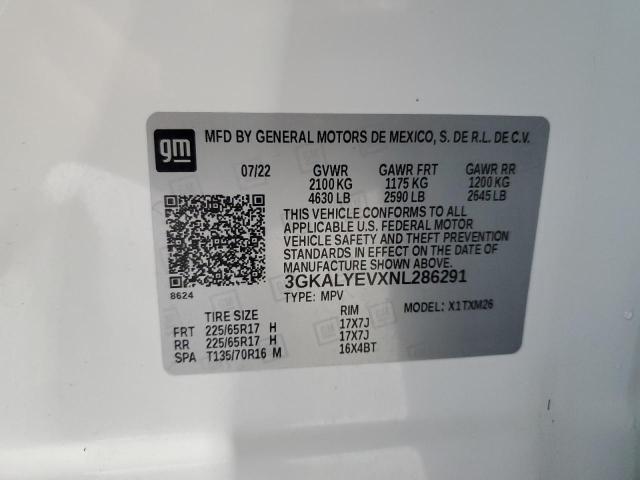 gm
MFD BY GENERAL MOTORS DE MEXICO, S. DE R.L. DE C.V.
07/22 GVWR GAWR FRT GAWR RR
2100 KG 1175 KG 1200 KG
4630 LB 2590 LB 2645 LB
THIS VEHICLE CONFORMS TO ALL
APPLICABLE U.S. FEDERAL MOTOR
VEHICLE SAFETY AND THEFT PREVENTION
STANDARDS IN EFFECT ON THE DATE OF
MANUFACTURE SHOWN ABOVE.
3GKALYEVXNL286291
8624
TYPE: MPV MODEL: X1TXM26
TIRE SIZE RIM
FRT 225/65R17 H 17X7J
RR 225/65R17 H 17X7J
SPA T135/70R16 M 16X4BT